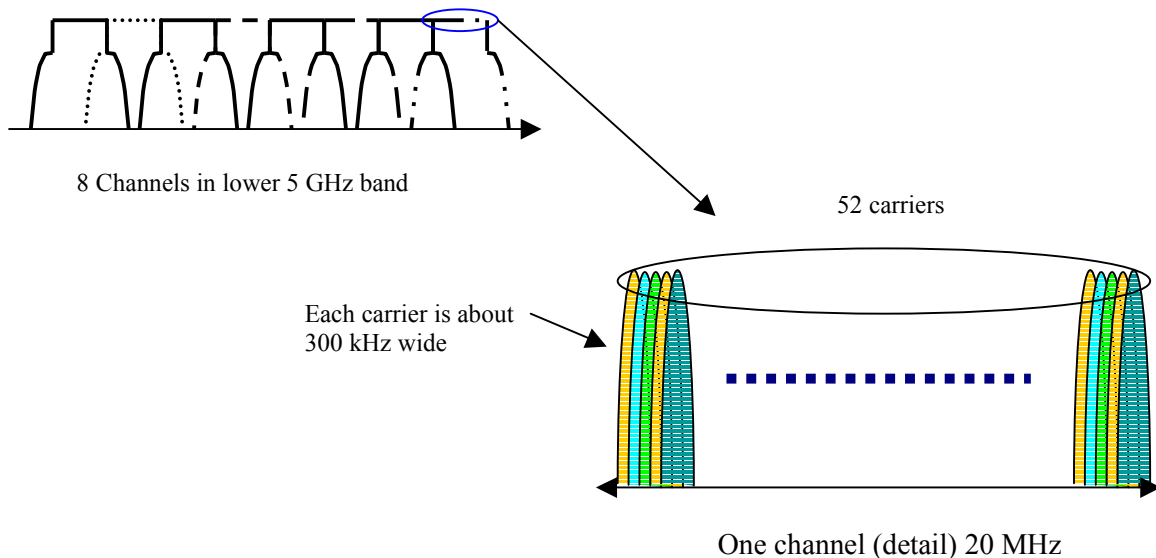 8 Channels in lower 5 GHz band
52 carriers
Each carrier is about
300 kHz wide
One channel (detail) 20 MHz